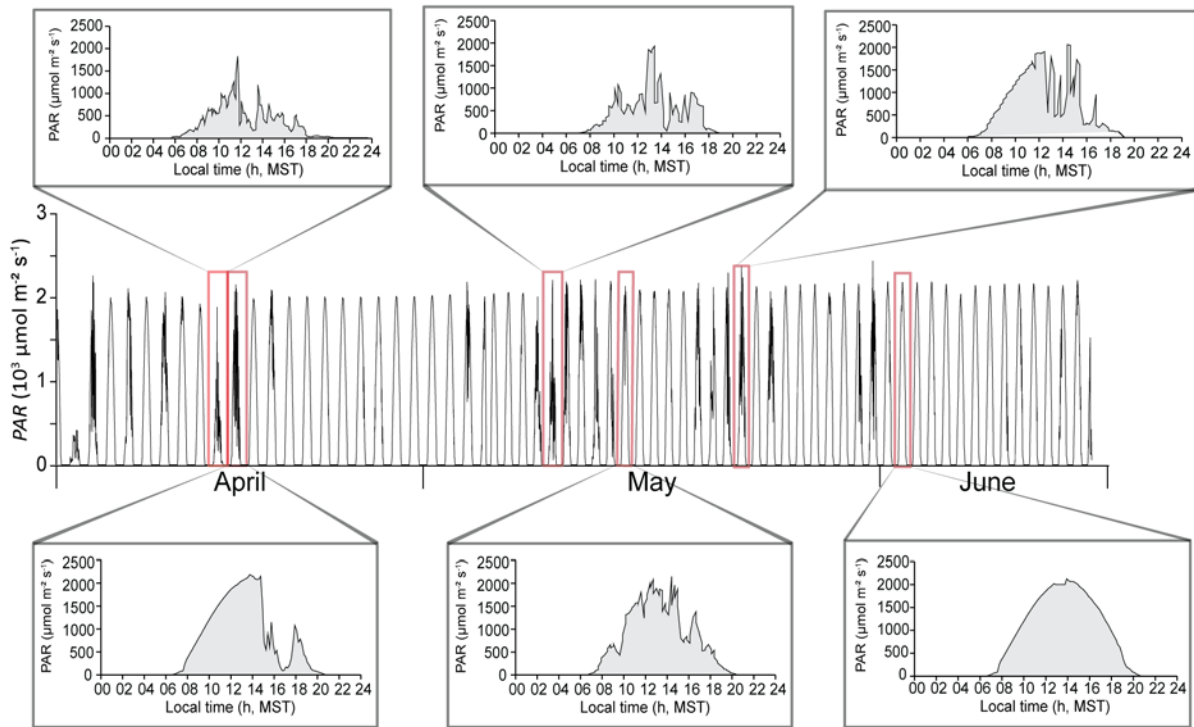 PAR (µmol m⁻² s⁻¹)
2500
2000
1500
1000
500
0
00 02 04 06 08 10 12 14 16 18 20 22 24
Local time (h, MST)
PAR (µmol m⁻² s⁻¹)
2500
2000
1500
1000
500
0
00 02 04 06 08 10 12 14 16 18 20 22 24
Local time (h, MST)
PAR (µmol m⁻² s⁻¹)
2500
2000
1500
1000
500
0
00 02 04 06 08 10 12 14 16 18 20 22 24
Local time (h, MST)
PAR (10³ µmol m⁻² s⁻¹)
3
2
1
0
April May June
PAR (µmol m⁻² s⁻¹)
2500
2000
1500
1000
500
0
00 02 04 06 08 10 12 14 16 18 20 22 24
Local time (h, MST)
PAR (µmol m⁻² s⁻¹)
2500
2000
1500
1000
500
0
00 02 04 06 08 10 12 14 16 18 20 22 24
Local time (h, MST)
PAR (µmol m⁻² s⁻¹)
2500
2000
1500
1000
500
0
00 02 04 06 08 10 12 14 16 18 20 22 24
Local time (h, MST)